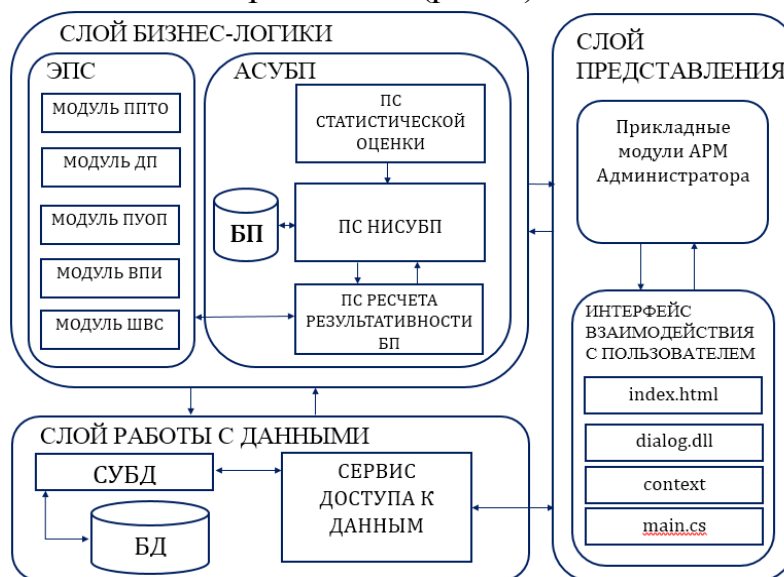 СЛОЙ БИЗНЕС-ЛОГИКИ
ЭПС
МОДУЛЬ ППТО
МОДУЛЬ ДП
МОДУЛЬ ПУОП
МОДУЛЬ ВПИ
МОДУЛЬ ШВС
АСУБП
ПС
СТАТИСТИЧЕСКОЙ
ОЦЕНКИ
БП
ПС НИСУБП
ПС РЕСЧЕТА
РЕЗУЛЬТАТИВНОСТИ
БП
СЛОЙ
ПРЕДСТАВЛЕНИЯ
Прикладные
модули АРМ
Администратора
ИНТЕРФЕЙС
ВЗАИМОДЕЙСТВИЯ
С ПОЛЬЗОВАТЕЛЕМ
index.html
dialog.dll
context
main.cs
СЛОЙ РАБОТЫ С ДАННЫМИ
СУБД
БД
СЕРВИС
ДОСТУПА К
ДАННЫМ